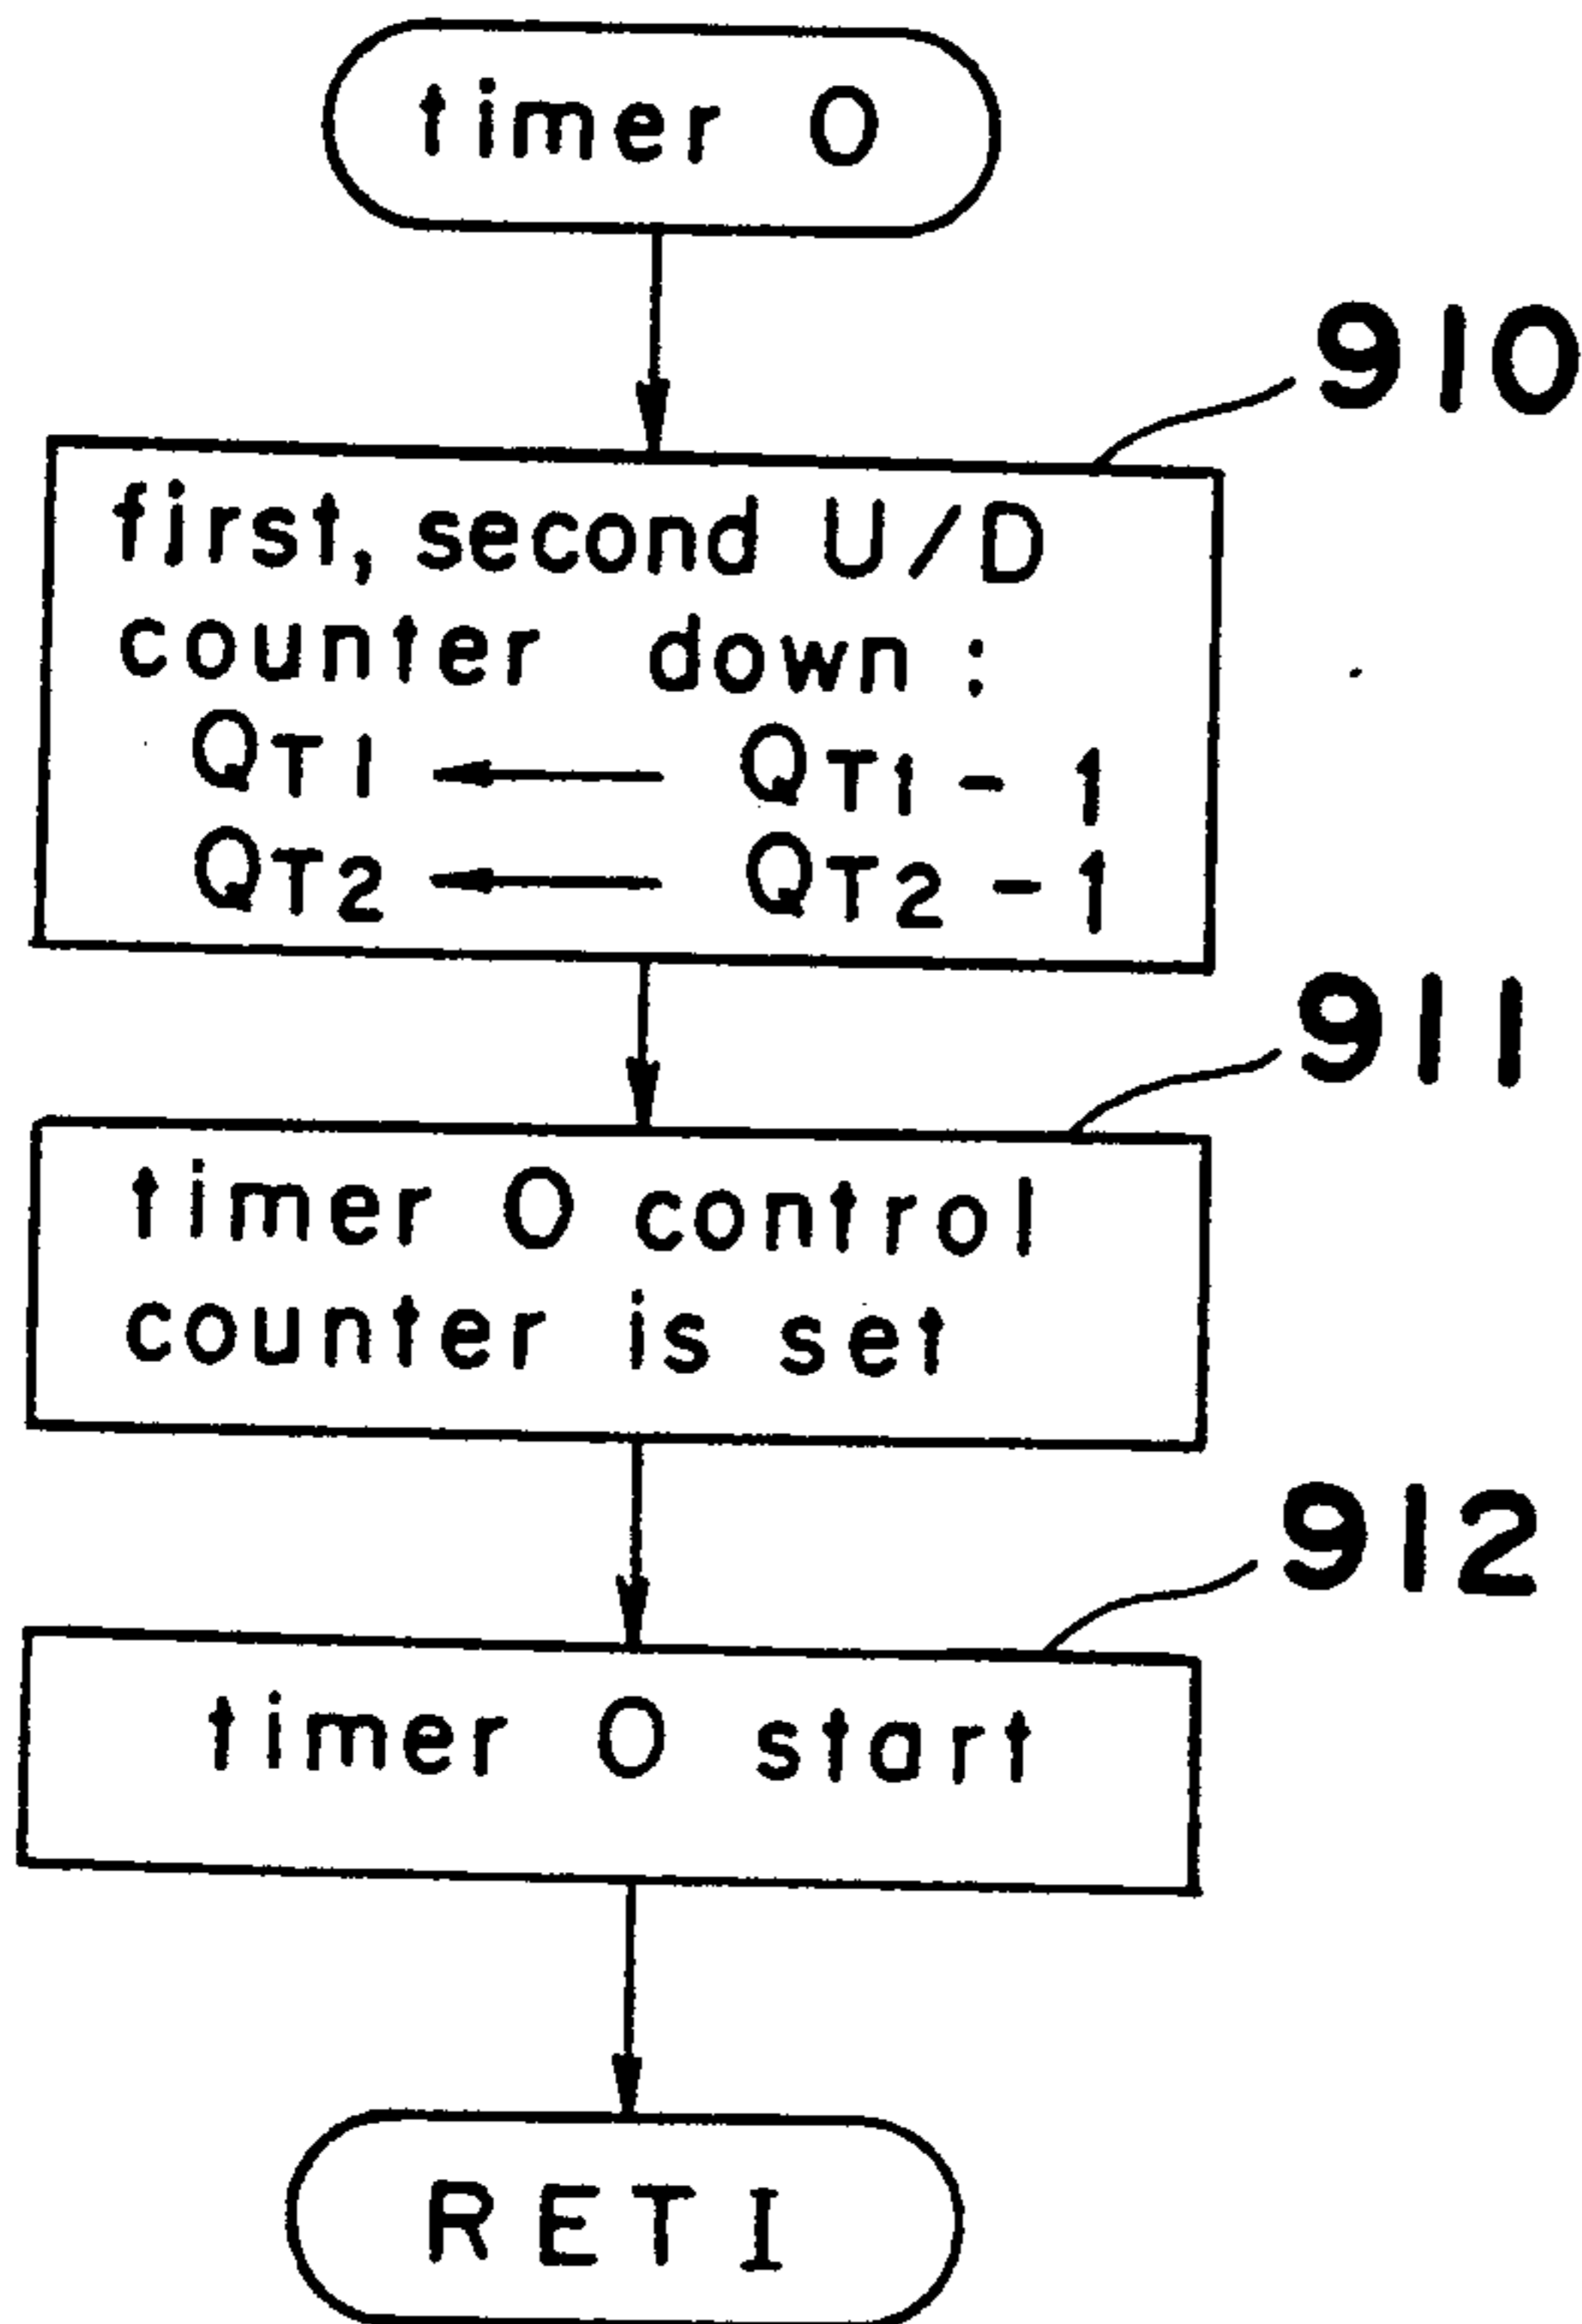 timer 0
910
first, second U/D
counter down :
QT1 ← QT1 - 1
QT2 ← QT2 - 1
911
timer 0 control
counter is set
912
timer 0 start
RETI